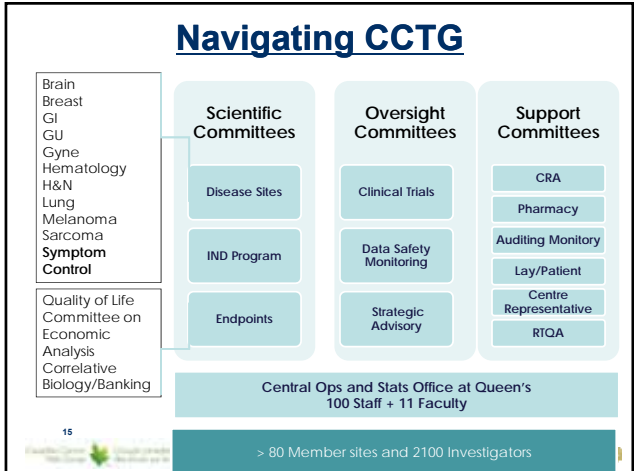 Navigating CCTG
Brain
Breast
GI
GU
Gyne
Hematology
H&N
Lung
Melanoma
Sarcoma
Symptom
Control
Quality of Life
Committee on
Economic
Analysis
Correlative
Biology/Banking
Scientific
Committees
Disease Sites
IND Program
Endpoints
Oversight
Committees
Clinical Trials
Data Safety
Monitoring
Strategic
Advisory
Support
Committees
CRA
Pharmacy
Auditing Monitory
Lay/Patient
Centre
Representative
RTQA
Central Ops and Stats Office at Queen's
100 Staff + 11 Faculty
> 80 Member sites and 2100 Investigators
15